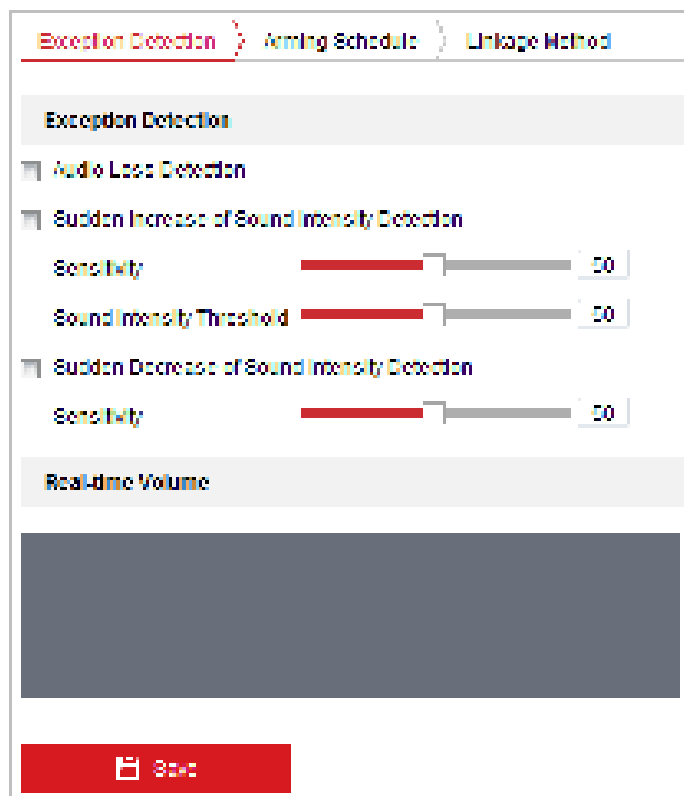 Exception Detection Arming Schedule Linkage Method
Exception Detection
Audio Loss Detection
Sudden Increase of Sound Intensity Detection
Sensitivity 50
Sound Intensity Threshold 50
Sudden Decrease of Sound Intensity Detection
Sensitivity 50
Real-time Volume
Save